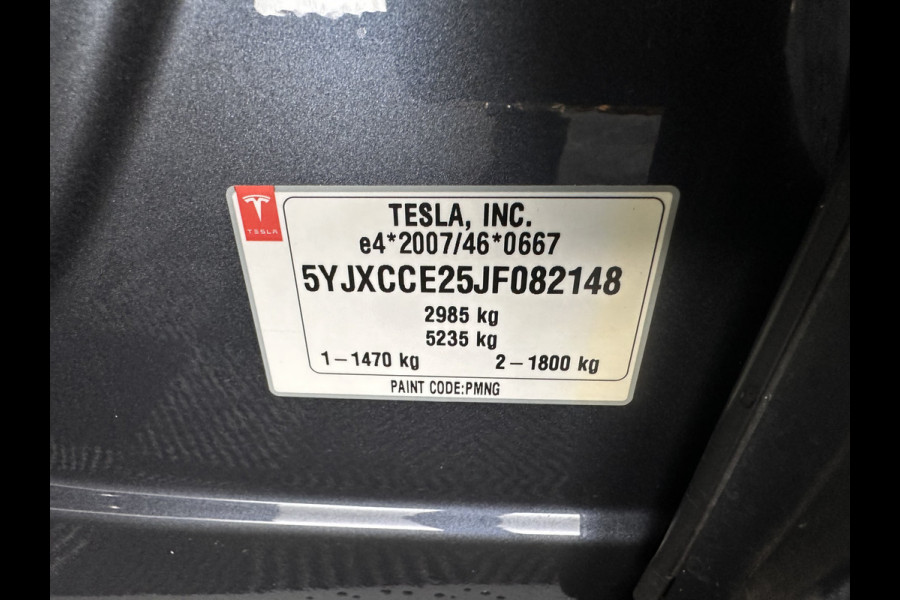 TESLA
TESLA, INC.
e4*2007/46*0667
5YJXCCE25JF082148
2985 kg
5235 kg
1–1470 kg 2–1800 kg
PAINT CODE:PMNG